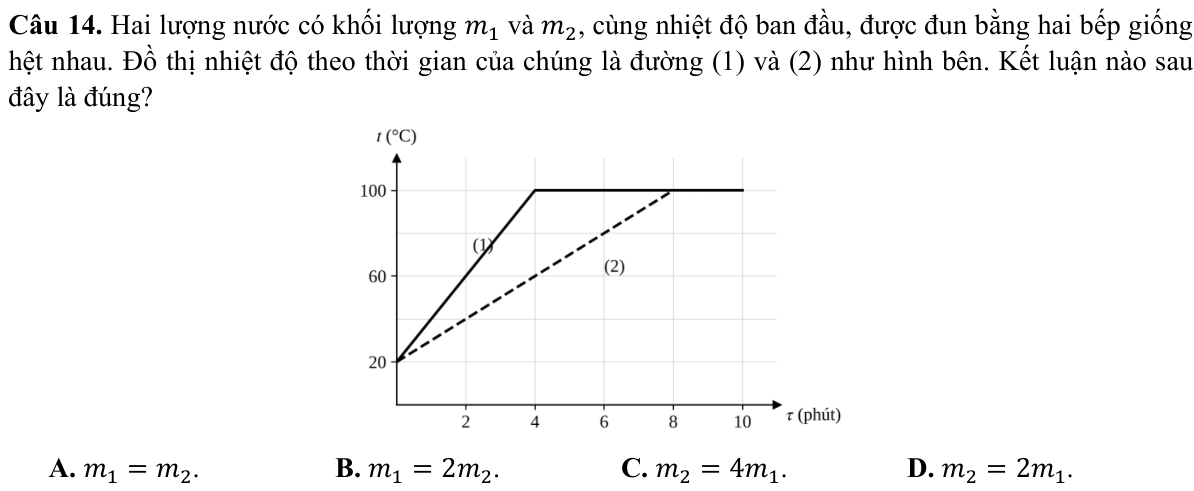 Câu 14. Hai lượng nước có khối lượng m₁ và m₂, cùng nhiệt độ ban đầu, được đun bằng hai bếp giống
hệt nhau. Đồ thị nhiệt độ theo thời gian của chúng là đường (1) và (2) như hình bên. Kết luận nào sau
đây là đúng?
t (°C)
100
(1)
(2)
60
20
2 4 6 8 10 τ (phút)
A. m₁ = m₂. B. m₁ = 2m₂. C. m₂ = 4m₁. D. m₂ = 2m₁.